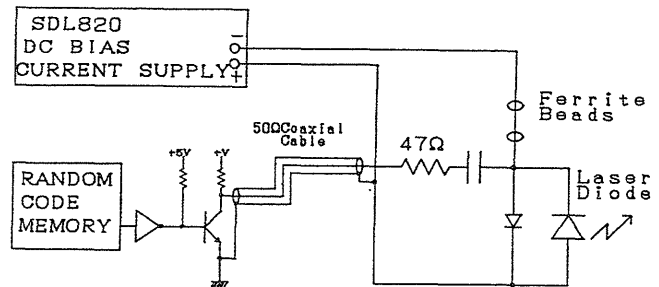 SDL820
DC BIAS
CURRENT SUPPLY
−
+
Ferrite
Beads
50ΩCoaxial
Cable
47Ω
+5V
+V
Laser
Diode
RANDOM
CODE
MEMORY